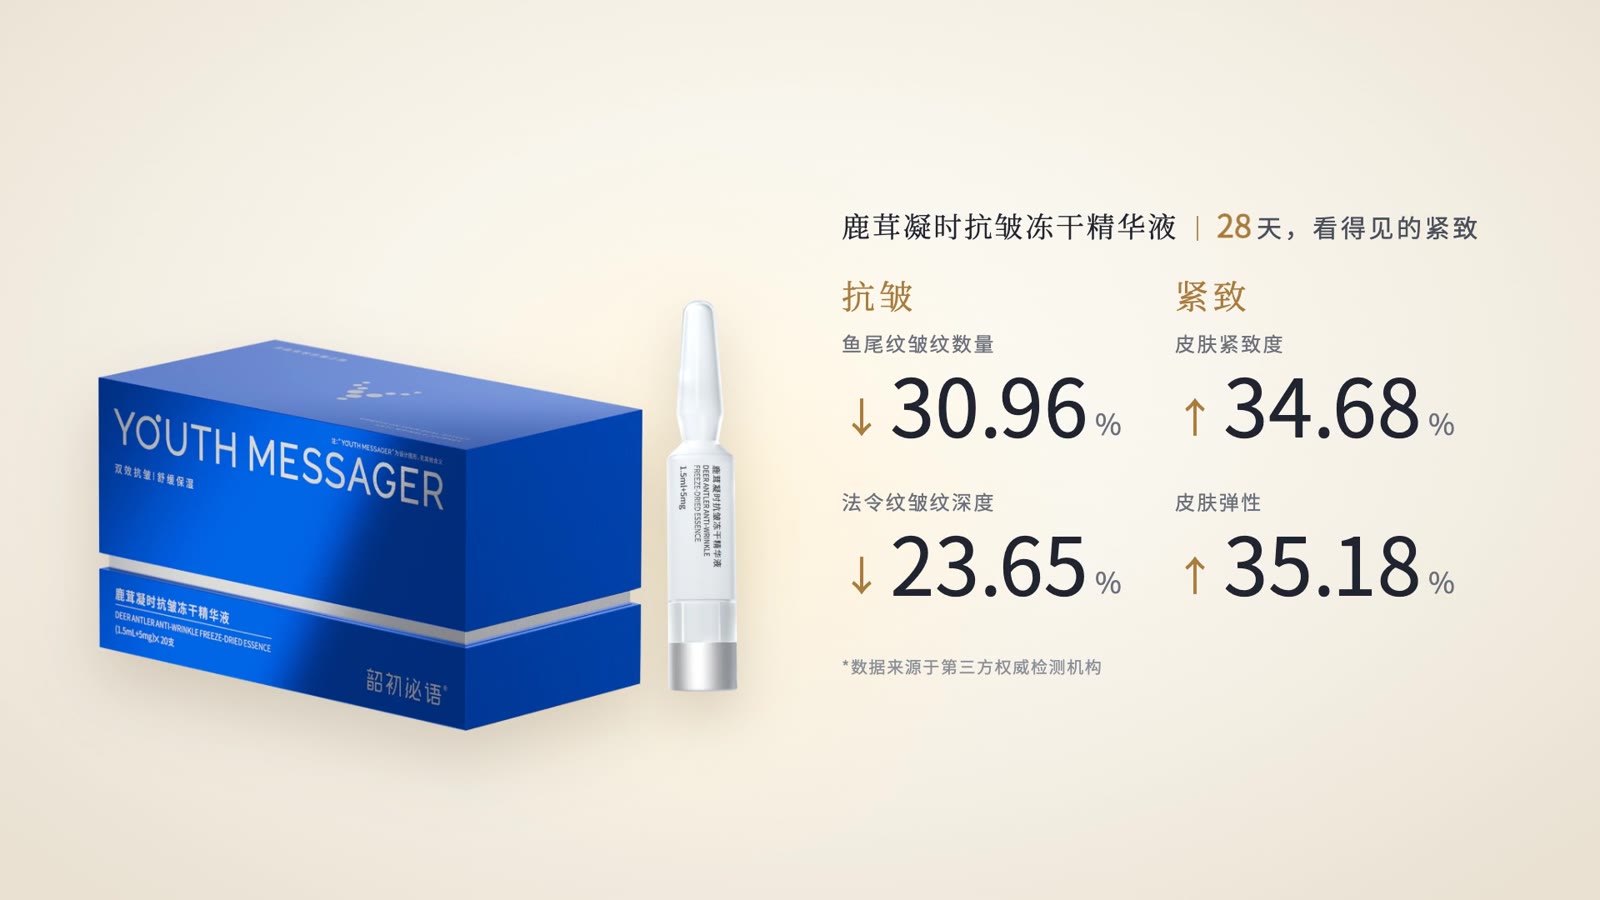 鹿茸凝时抗皱冻干精华液 | 28天，看得见的紧致
抗皱
鱼尾纹皱纹数量
↓ 30.96 %
法令纹皱纹深度
↓ 23.65 %
紧致
皮肤紧致度
↑ 34.68 %
皮肤弹性
↑ 35.18 %
*数据来源于第三方权威检测机构
YOUTH MESSAGER
双效抗皱|舒缓保湿
鹿茸凝时抗皱冻干精华液
DEER ANTLER ANTI-WRINKLE FREEZE-DRIED ESSENCE
(1.5mL+5mg)X 20支
韶初泌语
鹿茸凝时抗皱冻干精华液
DEER ANTLER ANTI-WRINKLE
FREEZE-DRIED ESSENCE
1.5ml+5mg